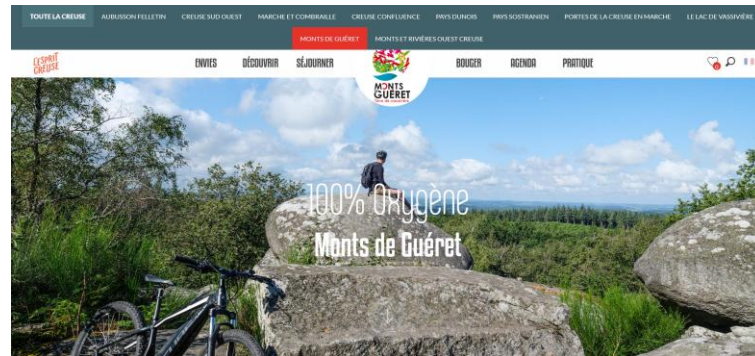 TOUTE LA CREUSE AUBUSSON FELLETIN CREUSE SUD OUEST MARCHE ET COMBRAILLE CREUSE CONFLUENCE PAYS DUNOIS PAYS SOSTRANIEN PORTES DE LA CREUSE EN MARCHE LE LAC DE VASSIVIÈRE
MONTS DE GUÉRET MONTS ET RIVIÈRES OUEST CREUSE
L'ESPRIT
CREUSE
ENVIES DÉCOUVRIR SÉJOURNER
MONTS
GUÉRET
BOUGER AGENDA PRATIQUE
100% Oxygène
Monts de Guéret